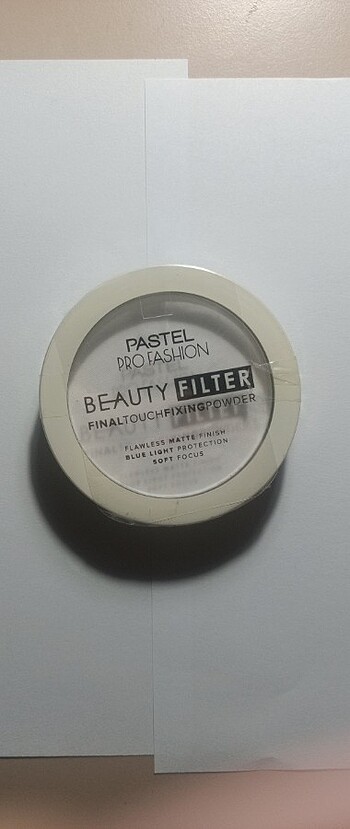 PASTEL
PRO FASHION
BEAUTY FILTER
FINALTOUCHFIXINGPOWDER
FLAWLESS MATTE FINISH
BLUE LIGHT PROTECTION
SOFT FOCUS